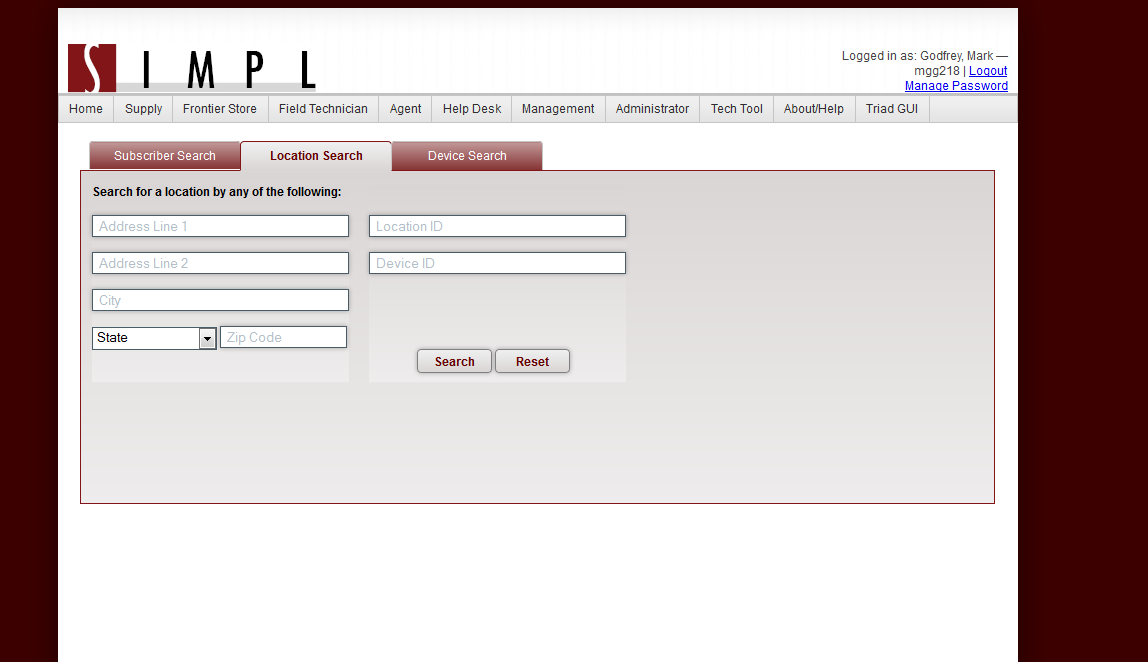 S I M P L
Logged in as: Godfrey, Mark —
mgg218 | Logout
Manage Password
Home Supply Frontier Store Field Technician Agent Help Desk Management Administrator Tech Tool About/Help Triad GUI
Subscriber Search Location Search Device Search
Search for a location by any of the following:
Address Line 1 Location ID
Address Line 2 Device ID
City
State Zip Code
Search Reset